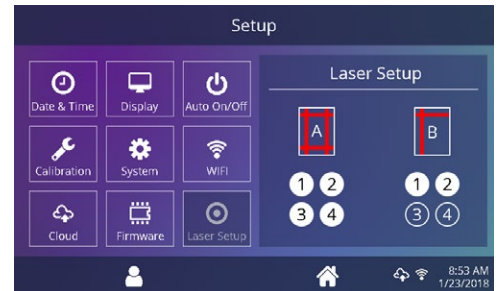 Setup
Date & Time
Display
Auto On/Off
Calibration
System
WIFI
Cloud
Firmware
Laser Setup
Laser Setup
A
B
1 2
1 2
3 4
3 4
8:53 AM
1/23/2018